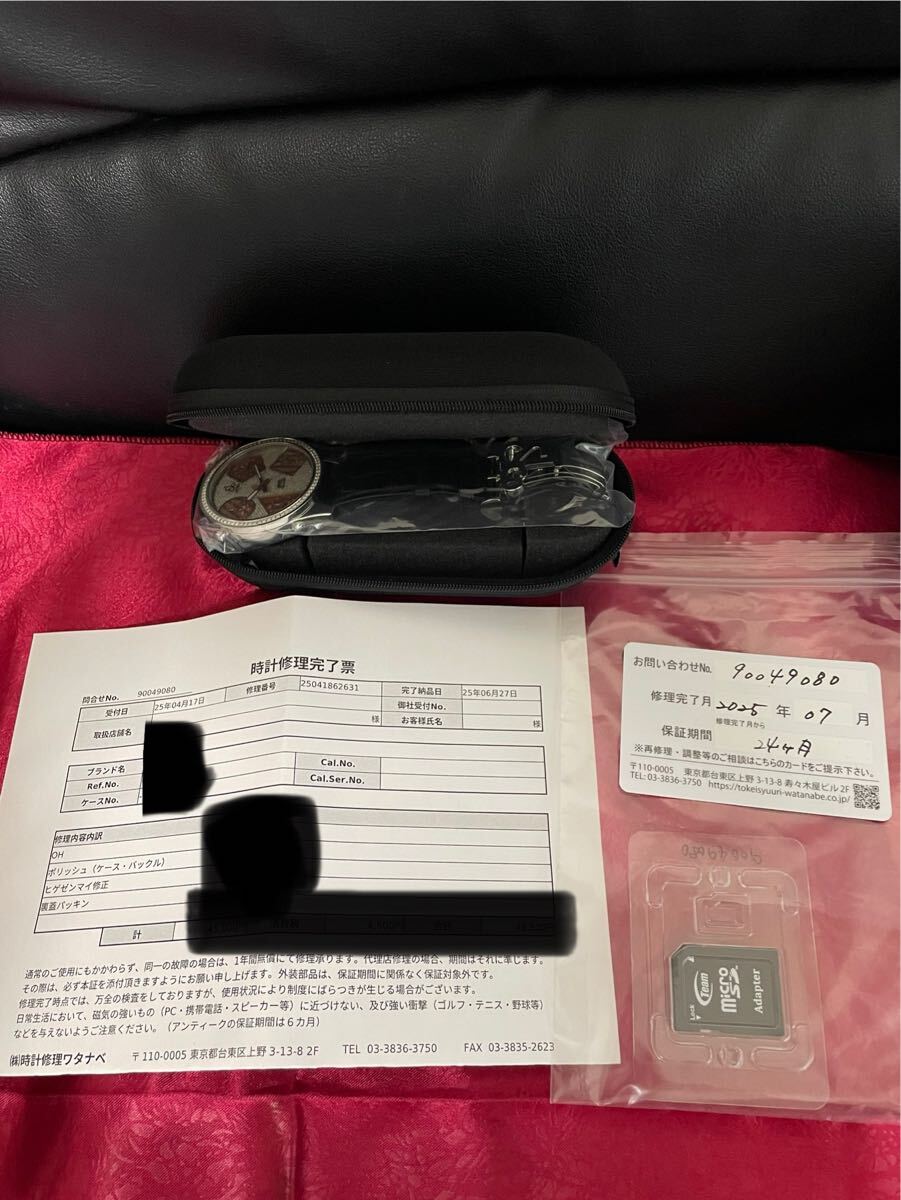 時計修理完了票
問合せNo. 90049080
受付日 25年04月17日 修理番号 25041862631 完了納品日 25年06月27日
御社受付No.
取扱店舗名 様 お客様氏名 様
ブランド名 Cal.No.
Ref.No. Cal.Ser.No.
ケースNo.
修理内容内訳
OH
ポリッシュ（ケース・バックル）
ヒゲゼンマイ修正
裏蓋パッキン
計
通常のご使用にもかかわらず、同一の故障の場合は、1年間無償にて修理承ります。代理店修理の場合、期間はそれに準じます。
その際は、必ず本証を添付頂きますようにお願い申し上げます。外装部品は、保証期間に関係なく保証対象外です。
修理完了時点では、万全の検査をしておりますが、使用状況により制度にばらつきが生じる場合がございます。
日常生活において、磁気の強いもの（PC・携帯電話・スピーカー等）に近づけない、及び強い衝撃（ゴルフ・テニス・野球等）
などを与えないようご注意ください。（アンティークの保証期間は６カ月）
㈱時計修理ワタナベ 〒110-0005 東京都台東区上野 3-13-8 2F TEL 03-3836-3750 FAX 03-3835-2623
お問い合わせNo. 90049080
修理完了月 2025 年 07 月
修理完了月から
保証期間 24ヶ月
※再修理・調整等のご相談はこちらのカードをご提示下さい。
〒110-0005 東京都台東区上野 3-13-8 寿々木屋ビル 2F
TEL: 03-3836-3750 https://tokeisyuuri-watanabe.co.jp/
90049080
Lock
Team
micro SD
Adapter